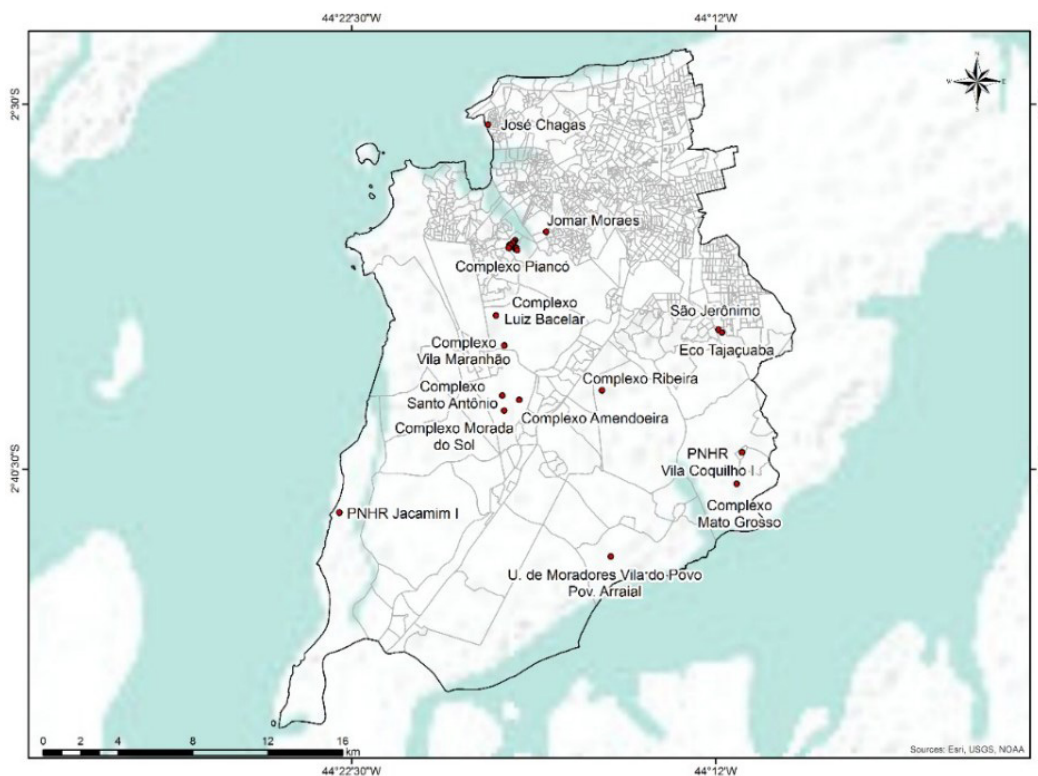 44°22'30"W
44°12'W
2°30'S
José Chagas
Jomar Moraes
Complexo Piancó
Complexo
Luiz Bacelar
São Jerônimo
Complexo
Vila Maranhão
Eco Tajaçuaba
Complexo Ribeira
Complexo
Santo Antônio
Complexo Amendoeira
Complexo Morada
do Sol
PNHR
Vila Coquilho I
2°40'30"S
Complexo
Mato Grosso
PNHR Jacamim I
U. de Moradores Vila do Povo
Pov. Arraial
0 2 4 8 12 16
km
Sources: Esri, USGS, NOAA
44°22'30"W
44°12'W
N
W
E
S